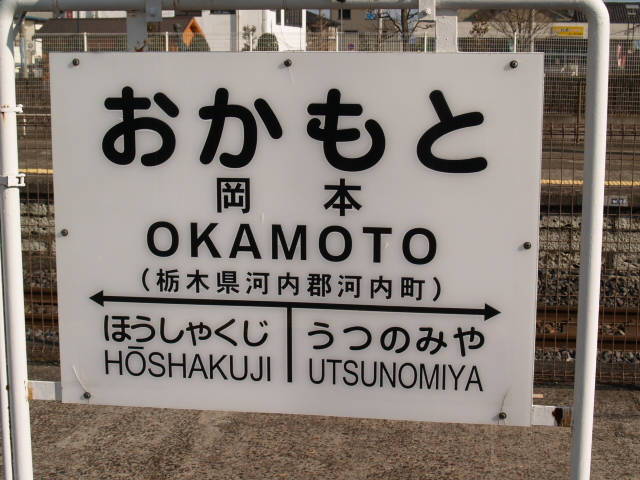 おかもと
岡本
OKAMOTO
(栃木県河内郡河内町)
ほうしゃくじ うつのみや
HŌSHAKUJI UTSUNOMIYA